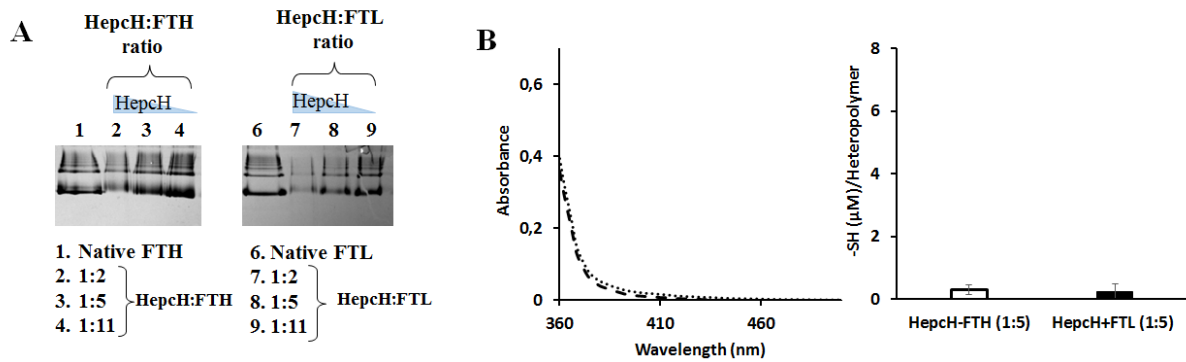 A
HepcH:FTH
ratio
HepcH
1 2 3 4
HepcH:FTL
ratio
HepcH
6 7 8 9
1. Native FTH
2. 1:2
3. 1:5
4. 1:11
HepcH:FTH
6. Native FTL
7. 1:2
8. 1:5
9. 1:11
HepcH:FTL
B
Absorbance
0,6
0,4
0,2
0
360 410 460
Wavelength (nm)
-SH (µM)/Heteropolymer
8
6
4
2
0
HepcH-FTH (1:5) HepcH+FTL (1:5)